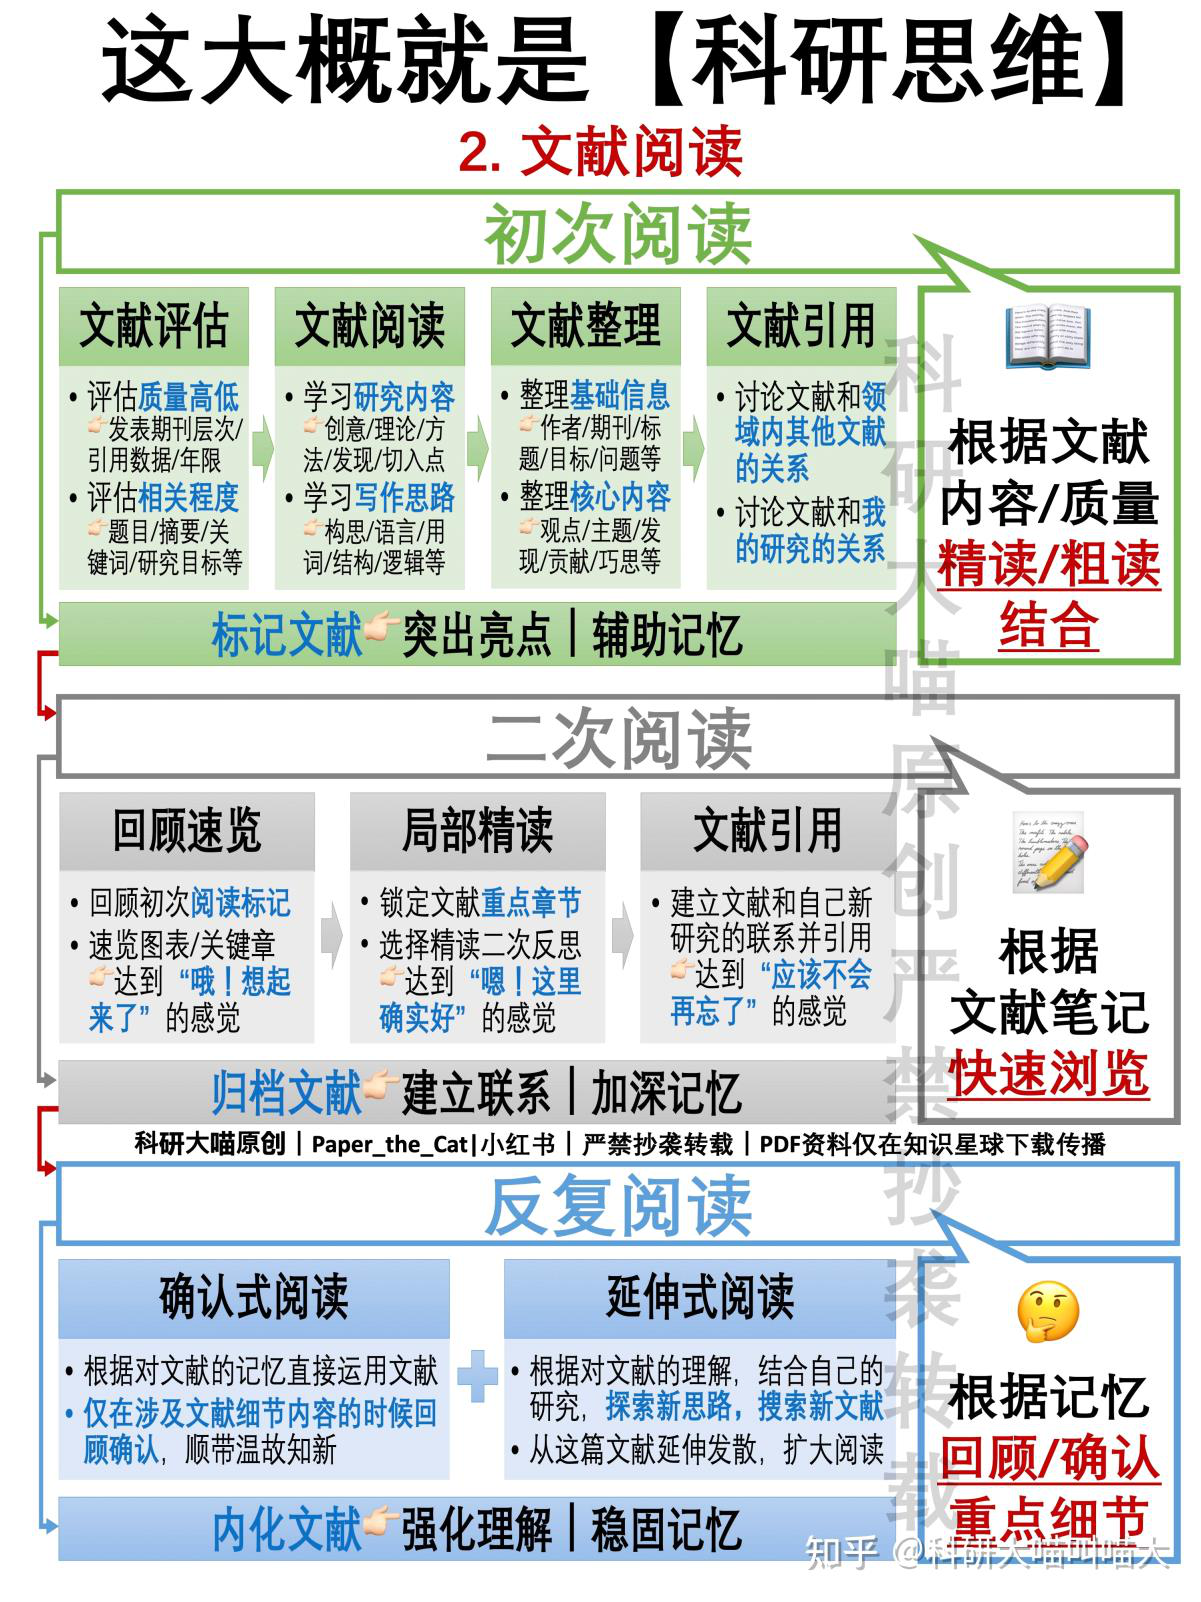 这大概就是【科研思维】
2. 文献阅读
初次阅读
文献评估
• 评估质量高低
发表期刊层次/
引用数据/年限
• 评估相关程度
题目/摘要/关
键词/研究目标等
文献阅读
• 学习研究内容
创意/理论/方
法/发现/切入点
• 学习写作思路
构思/语言/用
词/结构/逻辑等
文献整理
• 整理基础信息
作者/期刊/标
题/目标/问题等
• 整理核心内容
观点/主题/发
现/贡献/巧思等
文献引用
• 讨论文献和领
域内其他文献
的关系
• 讨论文献和我
的研究的关系
标记文献👉🏻突出亮点｜辅助记忆
根据文献
内容/质量
精读/粗读
结合
二次阅读
回顾速览
• 回顾初次阅读标记
• 速览图表/关键章
达到“哦！想起
来了”的感觉
局部精读
• 锁定文献重点章节
• 选择精读二次反思
达到“嗯！这里
确实好”的感觉
文献引用
• 建立文献和自己新
研究的联系并引用
达到“应该不会
再忘了”的感觉
归档文献👉🏻建立联系｜加深记忆
根据
文献笔记
快速浏览
科研大喵原创｜Paper_the_Cat|小红书｜严禁抄袭转载｜PDF资料仅在知识星球下载传播
反复阅读
确认式阅读
• 根据对文献的记忆直接运用文献
• 仅在涉及文献细节内容的时候回
顾确认，顺带温故知新
延伸式阅读
• 根据对文献的理解，结合自己的
研究，探索新思路，搜索新文献
• 从这篇文献延伸发散，扩大阅读
内化文献👉🏻强化理解｜稳固记忆
根据记忆
回顾/确认
重点细节
科研大喵原创严禁抄袭转载
知乎 @科研大喵叫喵大